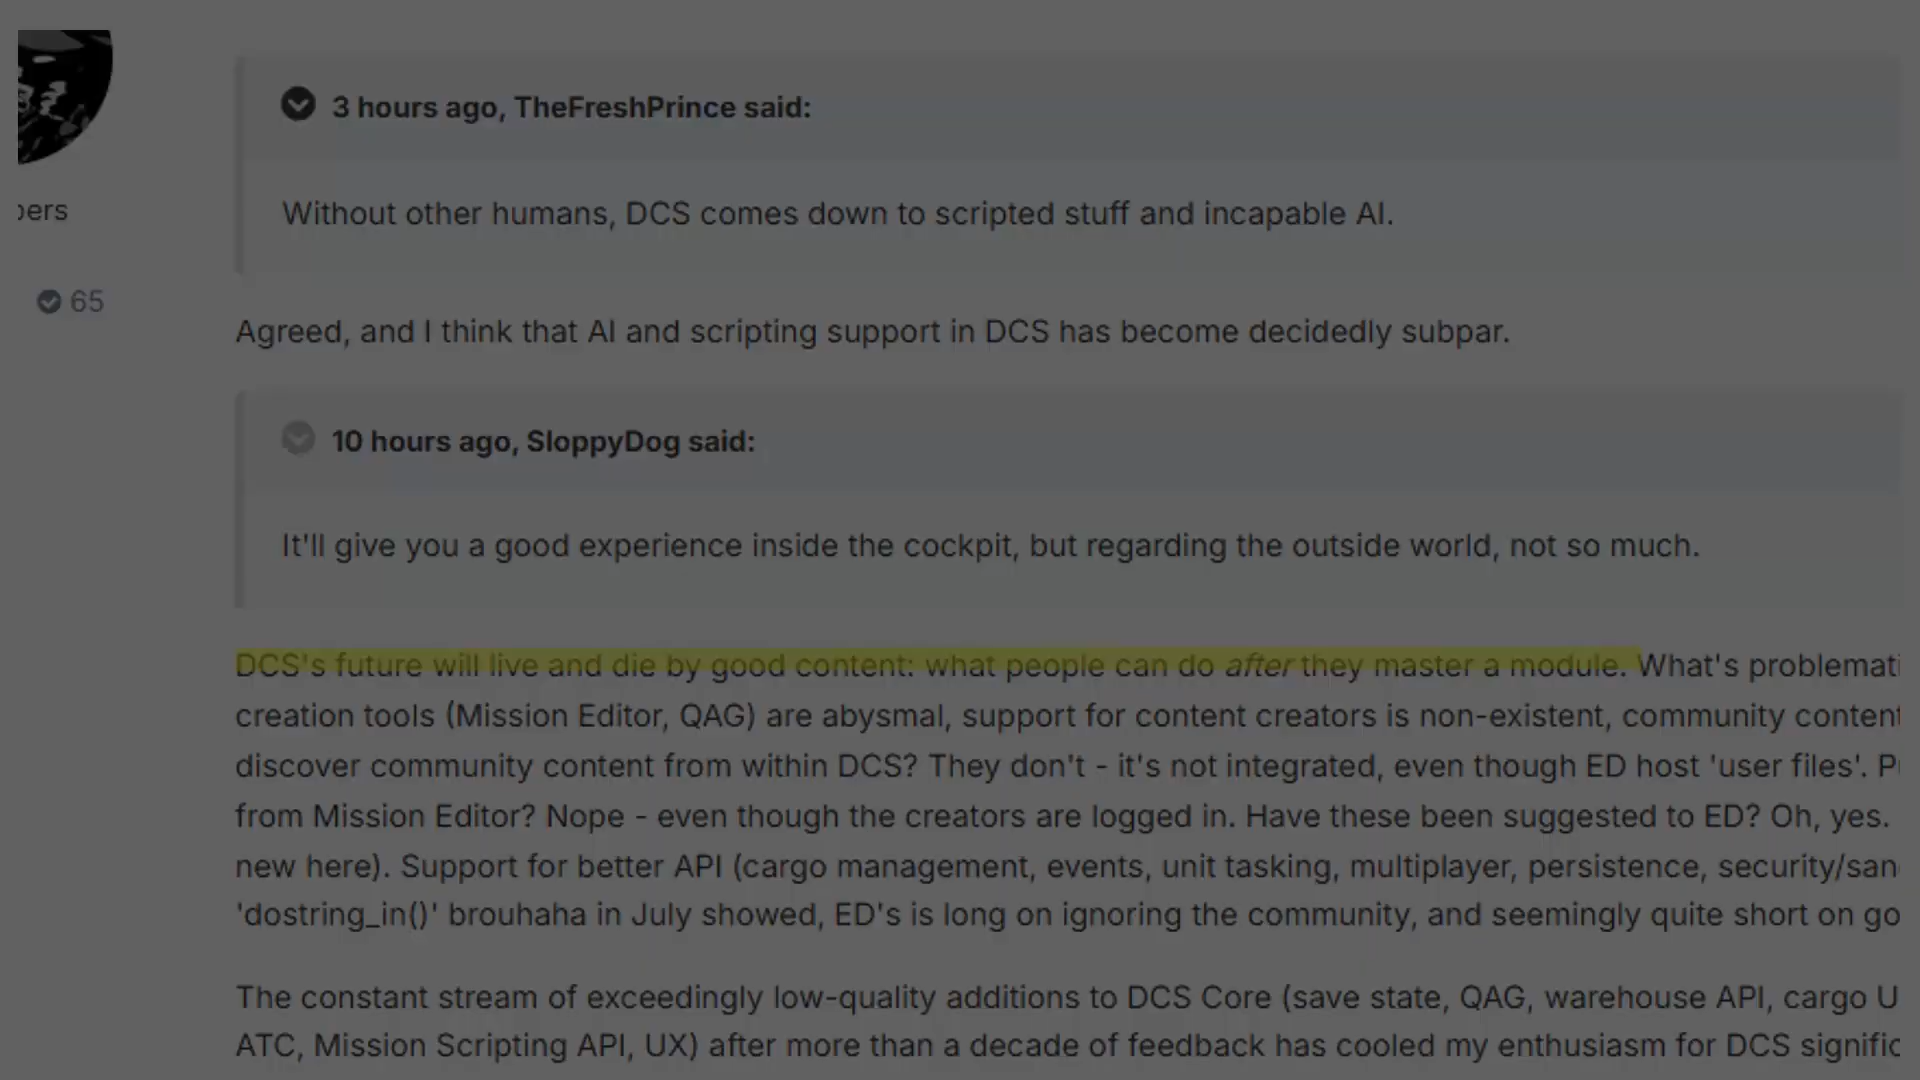 3 hours ago, TheFreshPrince said:
Without other humans, DCS comes down to scripted stuff and incapable AI.
65
Agreed, and I think that AI and scripting support in DCS has become decidedly subpar.
10 hours ago, SloppyDog said:
It'll give you a good experience inside the cockpit, but regarding the outside world, not so much.
DCS's future will live and die by good content: what people can do after they master a module. What's
creation tools (Mission Editor, QAG) are abysmal, support for content creators is non-existent, community content
discover community content from within DCS? They don't - it's not integrated, even though ED host 'user files'.
from Mission Editor? Nope - even though the creators are logged in. Have these been suggested to ED? Oh, yes.
new here). Support for better API (cargo management, events, unit tasking, multiplayer, persistence, security/
'dostring_in()' brouhaha in July showed, ED's is long on ignoring the community, and seemingly quite short on
The constant stream of exceedingly low-quality additions to DCS Core (save state, QAG, warehouse API, cargo
ATC, Mission Scripting API, UX) after more than a decade of feedback has cooled my enthusiasm for DCS